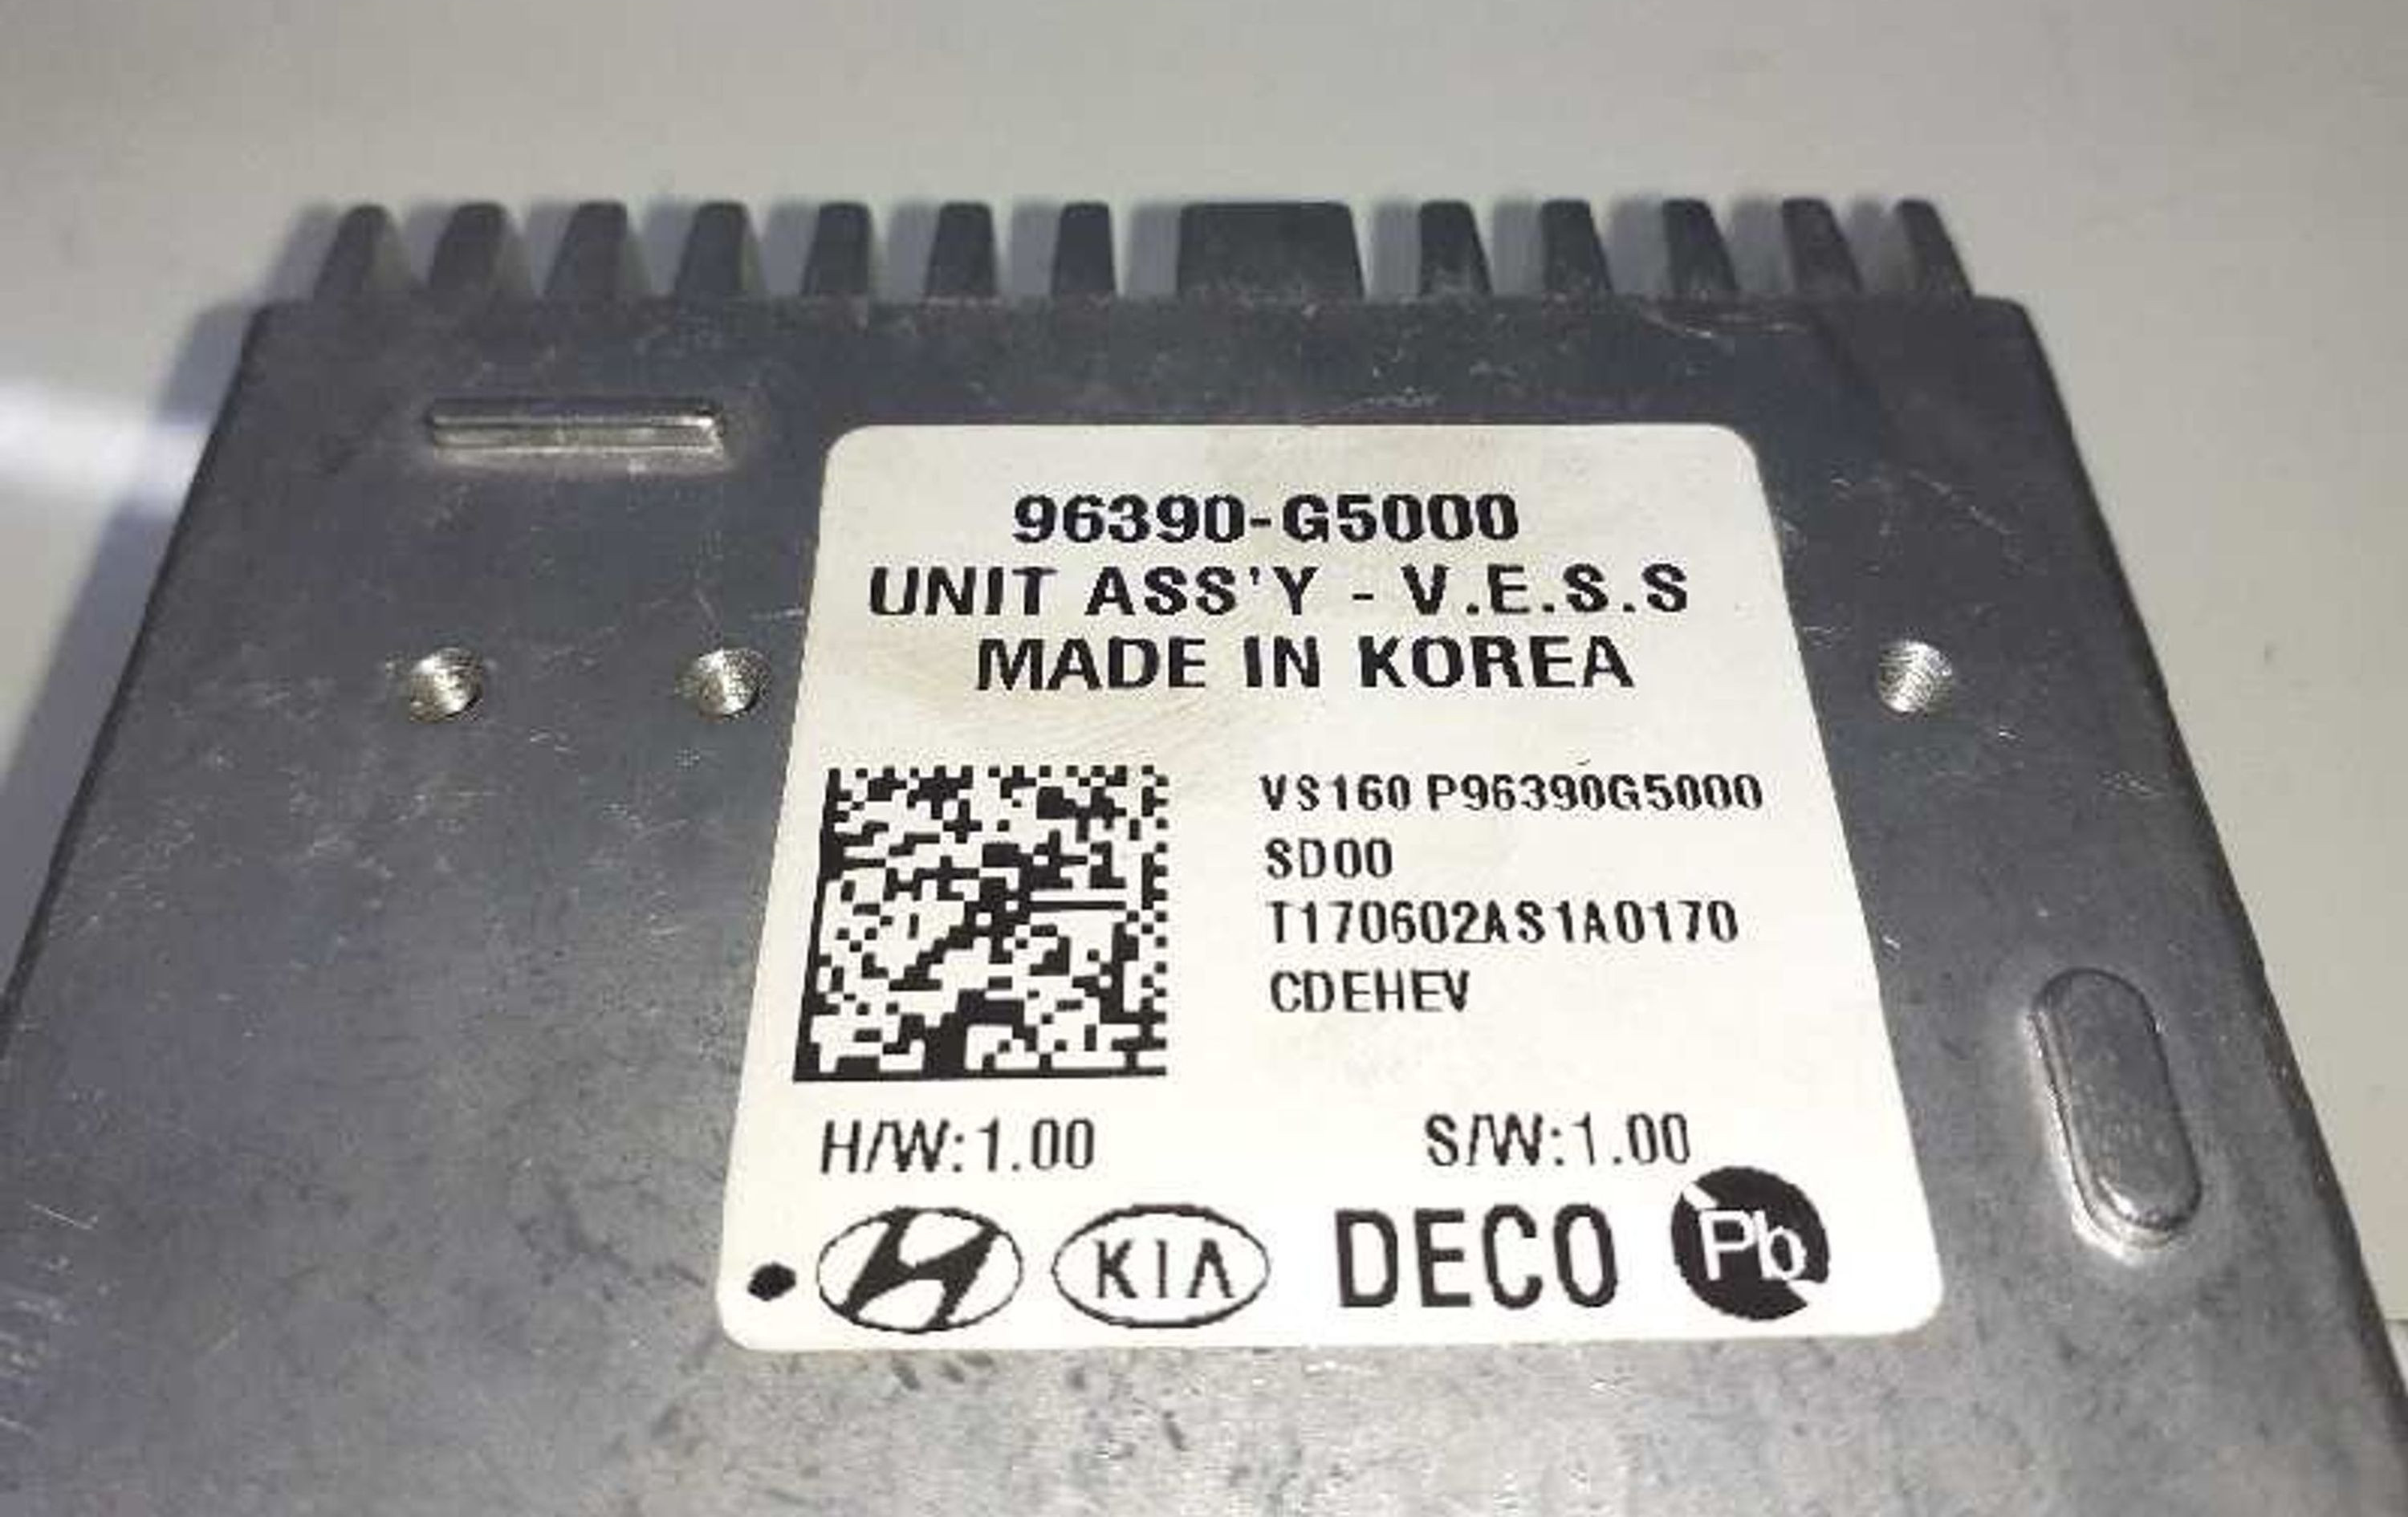 96390-G5000
UNIT ASS'Y - V.E.S.S
MADE IN KOREA
VS160 P96390G5000
SD00
T170602AS1A0170
CDEHEV
H/W:1.00 S/W:1.00
KIA DECO Pb